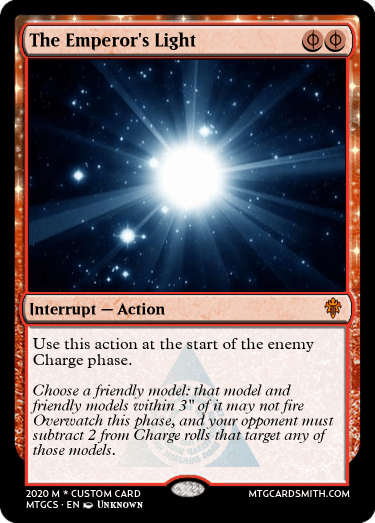 The Emperor's Light
Interrupt — Action
Use this action at the start of the enemy
Charge phase.
Choose a friendly model: that model and
friendly models within 3" of it may not fire
Overwatch this phase, and your opponent must
subtract 2 from Charge rolls that target any of
those models.
2020 M * CUSTOM CARD
MTGCS · EN Unknown
MTGCARDSMITH.COM